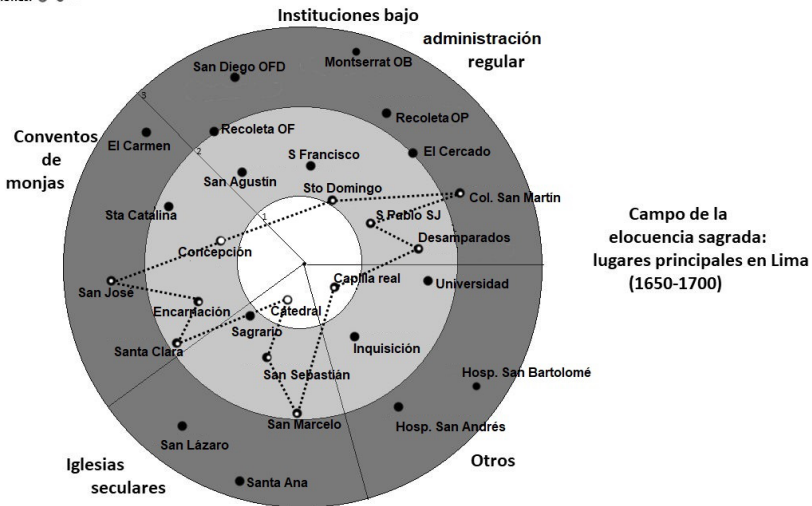 Instituciones bajo
administración
regular
Montserrat OB
San Diego OFD
Recoleta OP
3
El Carmen
Recoleta OF
2
El Cercado
Conventos
de
monjas
S Francisco
San Agustín
Sto Domingo
Col. San Martín
Sta Catalina
1
S Pablo SJ
Desamparados
Concepción
Campo de la
elocuencia sagrada:
lugares principales en Lima
(1650-1700)
San José
Encarnación
Capilla real
Universidad
Catedral
Sagrario
Santa Clara
Inquisición
San Sebastián
Hosp. San Bartolomé
San Marcelo
Hosp. San Andrés
San Lázaro
Otros
Iglesias
seculares
Santa Ana